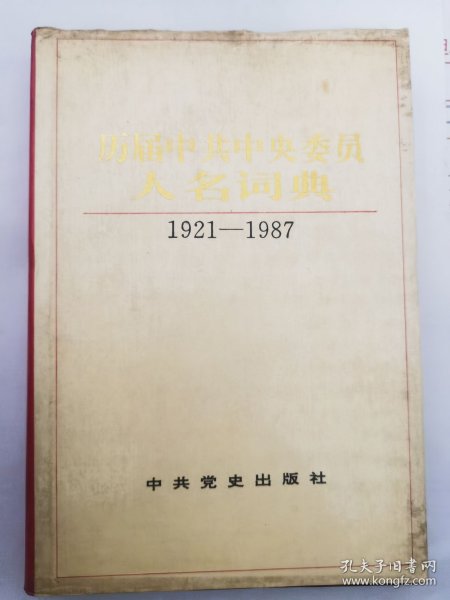 历届中共中央委员
人名词典
1921—1987
中共党史出版社
孔夫子旧书网
www.kongfz.com